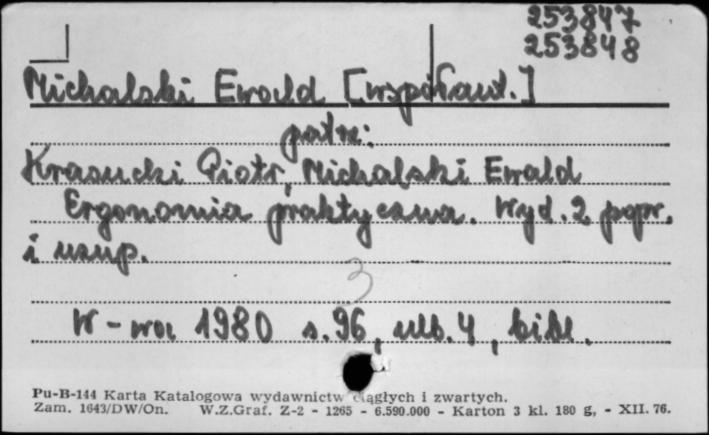 253847
253848
Michalski Ewald [współaut.]
patrz:
Krasucki Piotr, Michalski Ewald
Ergonomia praktyczna. Wyd. 2 popr.
i uzup.
3
W-wa 1980 s. 96, nlb. 4, bibl.
Pu-B-144 Karta Katalogowa wydawnictw ciągłych i zwartych.
Zam. 1643/DW/On. W.Z.Graf. Z-2 - 1265 - 6.590.000 - Karton 3 kl. 180 g, - XII. 76.